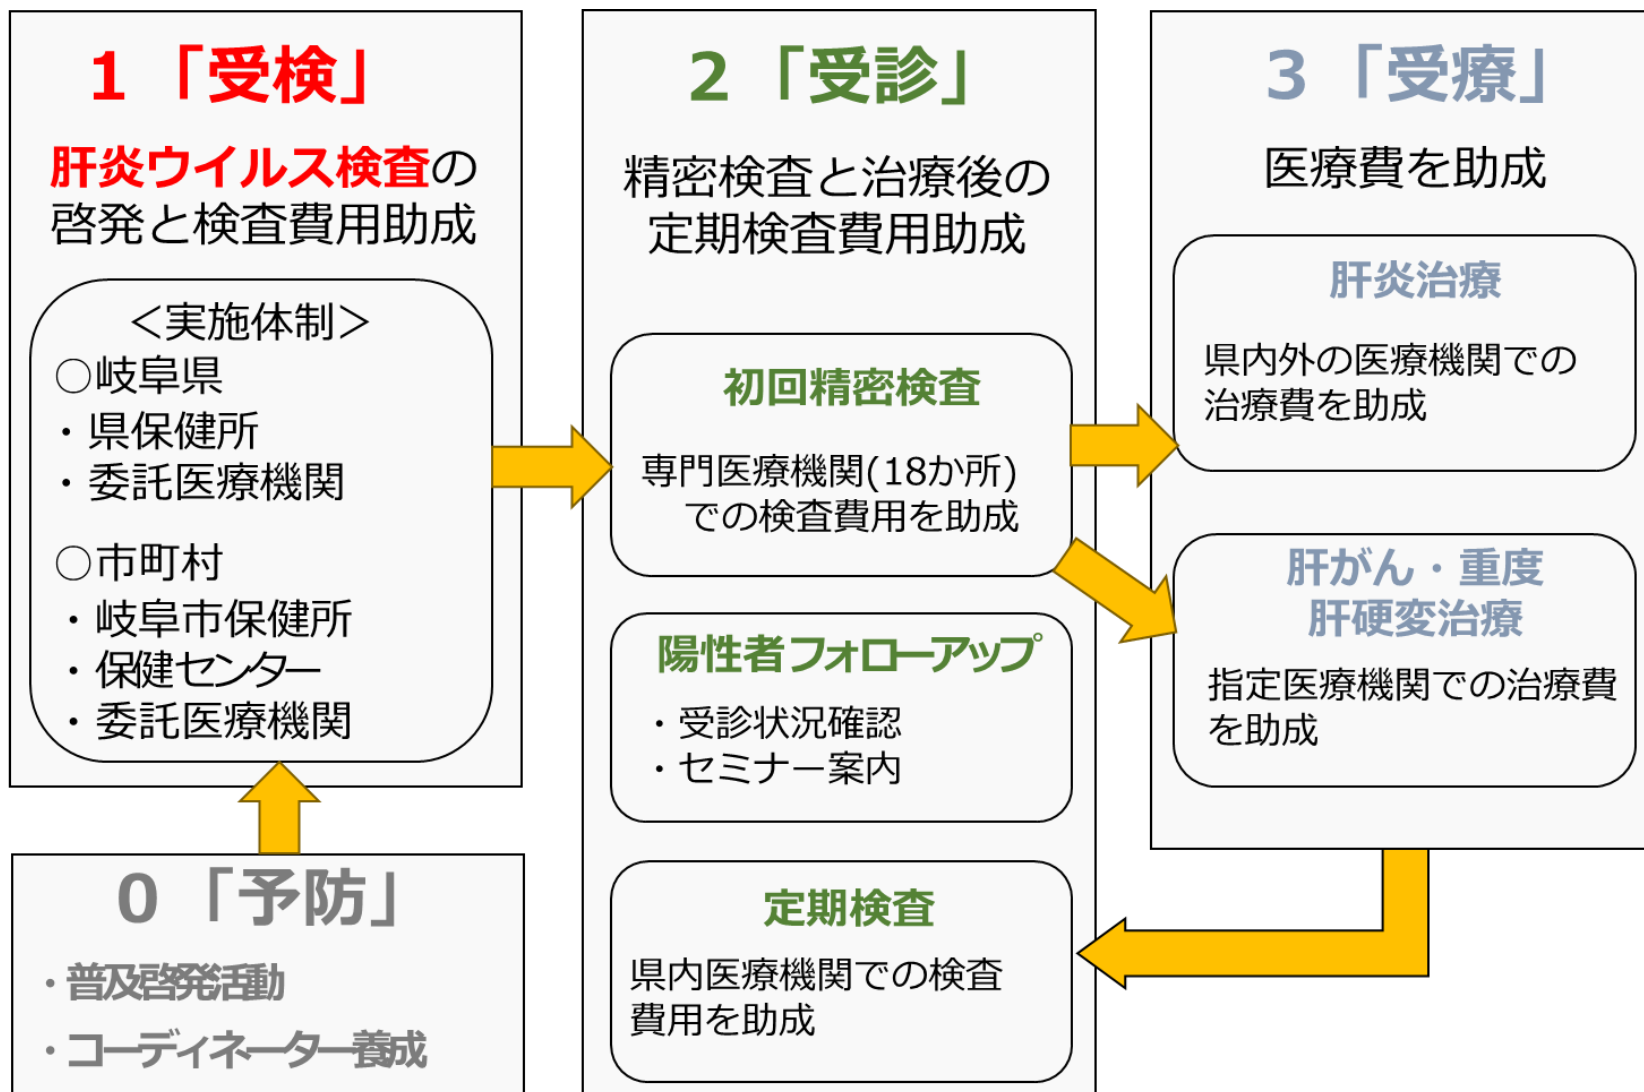 1「受検」
肝炎ウイルス検査の
啓発と検査費用助成
＜実施体制＞
○岐阜県
・県保健所
・委託医療機関
○市町村
・岐阜市保健所
・保健センター
・委託医療機関
0「予防」
・普及啓発活動
・コーディネーター養成
2「受診」
精密検査と治療後の
定期検査費用助成
初回精密検査
専門医療機関(18か所)
での検査費用を助成
陽性者フォローアップ
・受診状況確認
・セミナー案内
定期検査
県内医療機関での検査
費用を助成
3「受療」
医療費を助成
肝炎治療
県内外の医療機関での
治療費を助成
肝がん・重度
肝硬変治療
指定医療機関での治療費
を助成